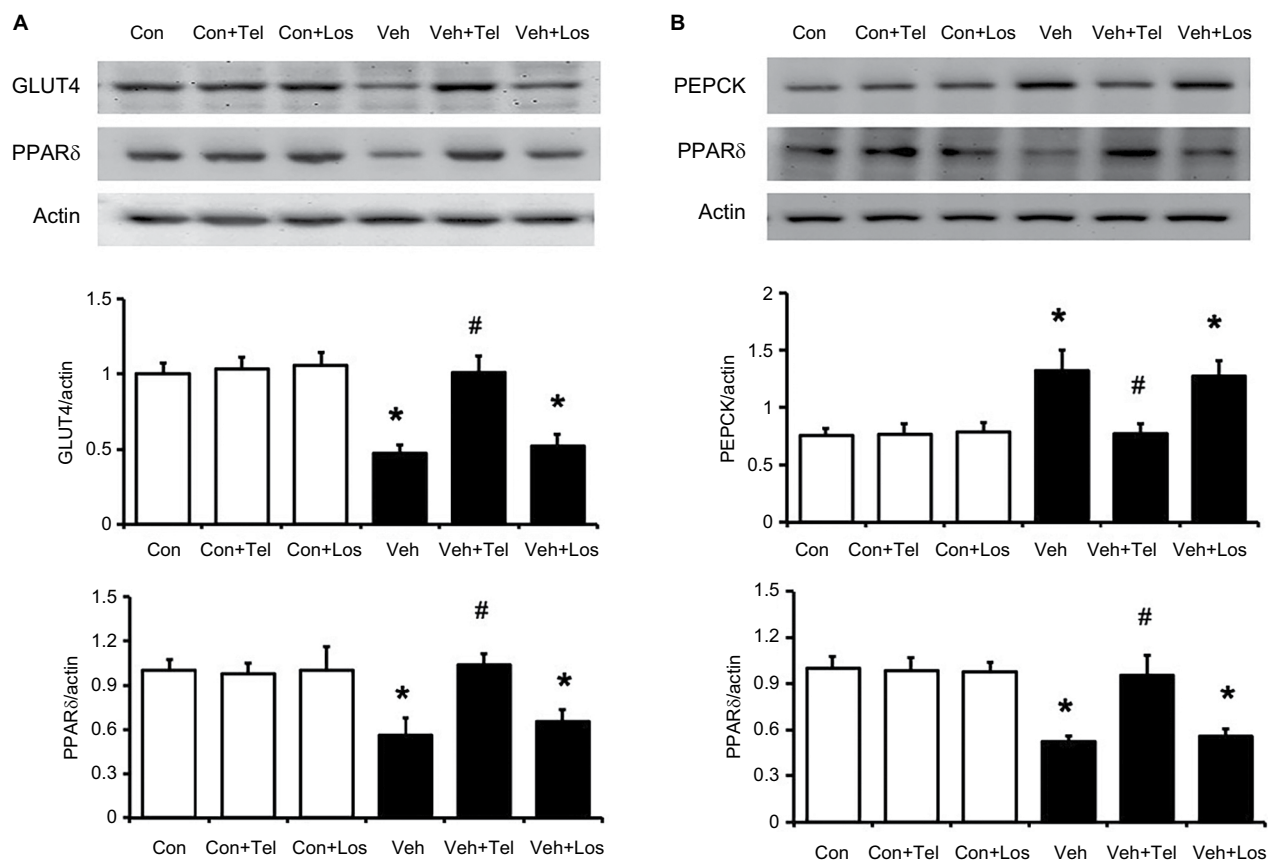 A
Con Con+Tel Con+Los Veh Veh+Tel Veh+Los
GLUT4
PPARδ
Actin
1.5
1
0.5
0
GLUT4/actin
* # *
Con Con+Tel Con+Los Veh Veh+Tel Veh+Los
1.5
1.2
0.9
0.6
0.3
0
PPARδ/actin
* # *
Con Con+Tel Con+Los Veh Veh+Tel Veh+Los
B
Con Con+Tel Con+Los Veh Veh+Tel Veh+Los
PEPCK
PPARδ
Actin
2
1.5
1
0.5
0
PEPCK/actin
* # *
Con Con+Tel Con+Los Veh Veh+Tel Veh+Los
1.5
1.2
0.9
0.6
0.3
0
PPARδ/actin
* # *
Con Con+Tel Con+Los Veh Veh+Tel Veh+Los